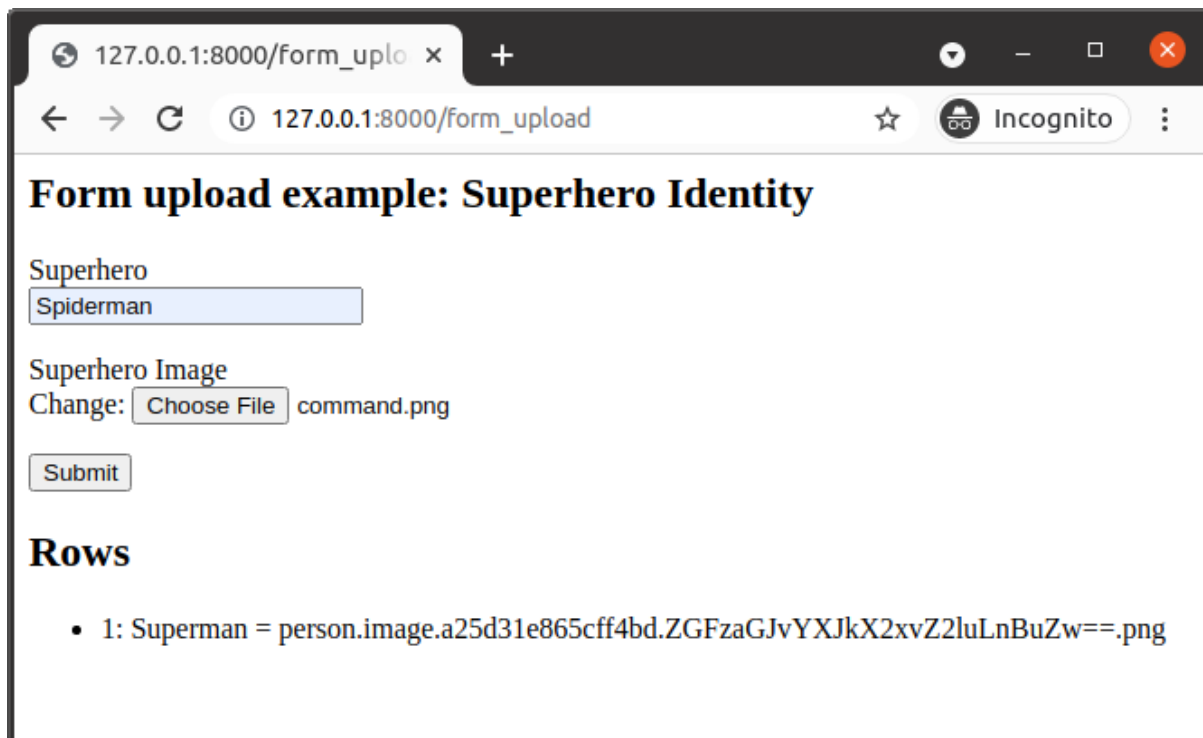 127.0.0.1:8000/form_uplo
127.0.0.1:8000/form_upload
Incognito
Form upload example: Superhero Identity
Superhero
Spiderman
Superhero Image
Change: Choose File command.png
Submit
Rows
1: Superman = person.image.a25d31e865cff4bd.ZGFzaGJvYXJkX2xvZ2luLnBuZw==.png